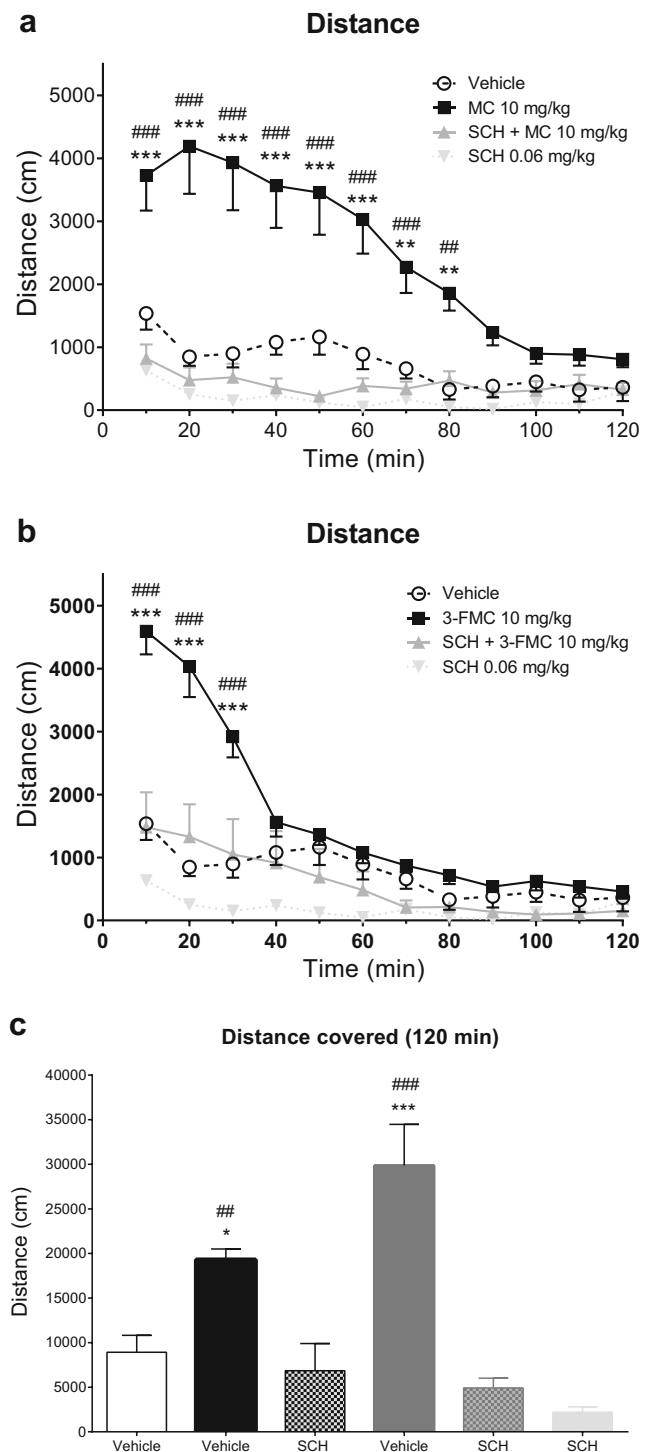 a
Distance
Vehicle
MC 10 mg/kg
SCH + MC 10 mg/kg
SCH 0.06 mg/kg
### ### ### ### ### ### ### ##
*** *** *** *** *** *** ** **
5000
4000
3000
2000
1000
0
Distance (cm)
0 20 40 60 80 100 120
Time (min)
b
Distance
Vehicle
3-FMC 10 mg/kg
SCH + 3-FMC 10 mg/kg
SCH 0.06 mg/kg
### ### ###
*** *** ***
5000
4000
3000
2000
1000
0
Distance (cm)
0 20 40 60 80 100 120
Time (min)
c
Distance covered (120 min)
40000
35000
30000
25000
20000
15000
10000
5000
0
Distance (cm)
##
*
###
***
Vehicle Vehicle SCH Vehicle SCH SCH